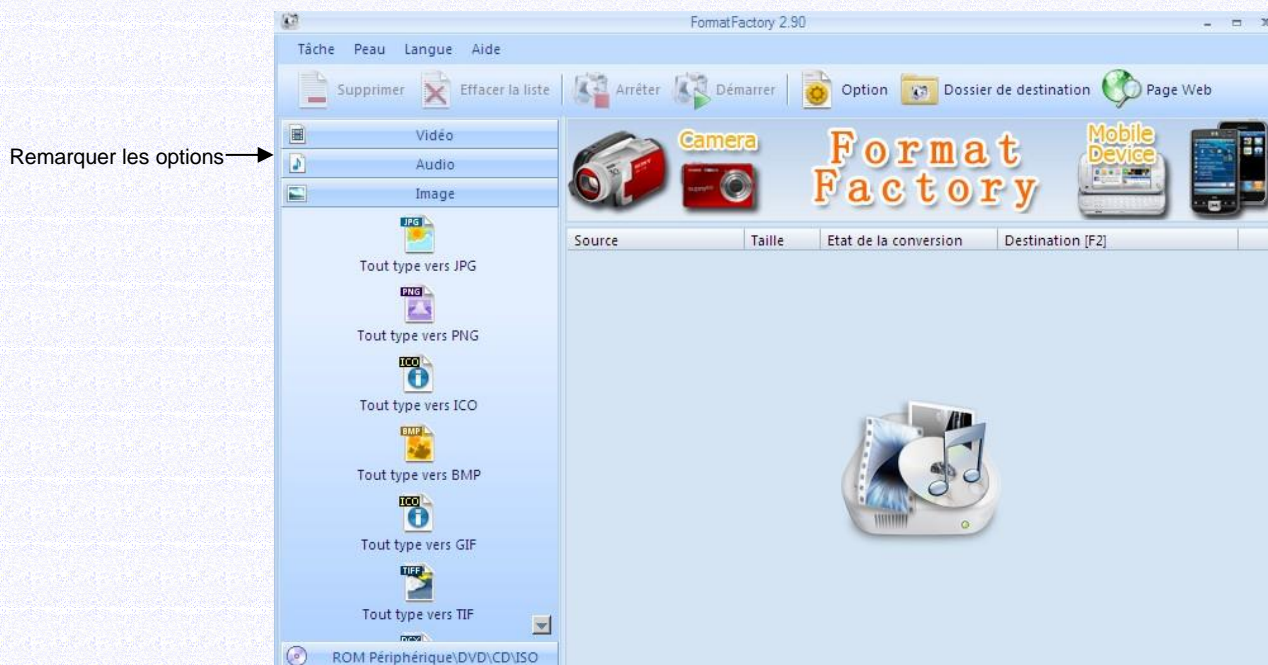 FormatFactory 2.90
Tâche Peau Langue Aide
Supprimer Effacer la liste Arrêter Démarrer Option Dossier de destination Page Web
Remarquer les options
Vidéo
Audio
Image
Camera
Format
Factory
Mobile
Device
Source Taille Etat de la conversion Destination [F2]
JPG
Tout type vers JPG
PNG
Tout type vers PNG
ICO
Tout type vers ICO
BMP
Tout type vers BMP
ICO
Tout type vers GIF
TIFF
Tout type vers TIF
ROM Périphérique\DVD\CD\ISO